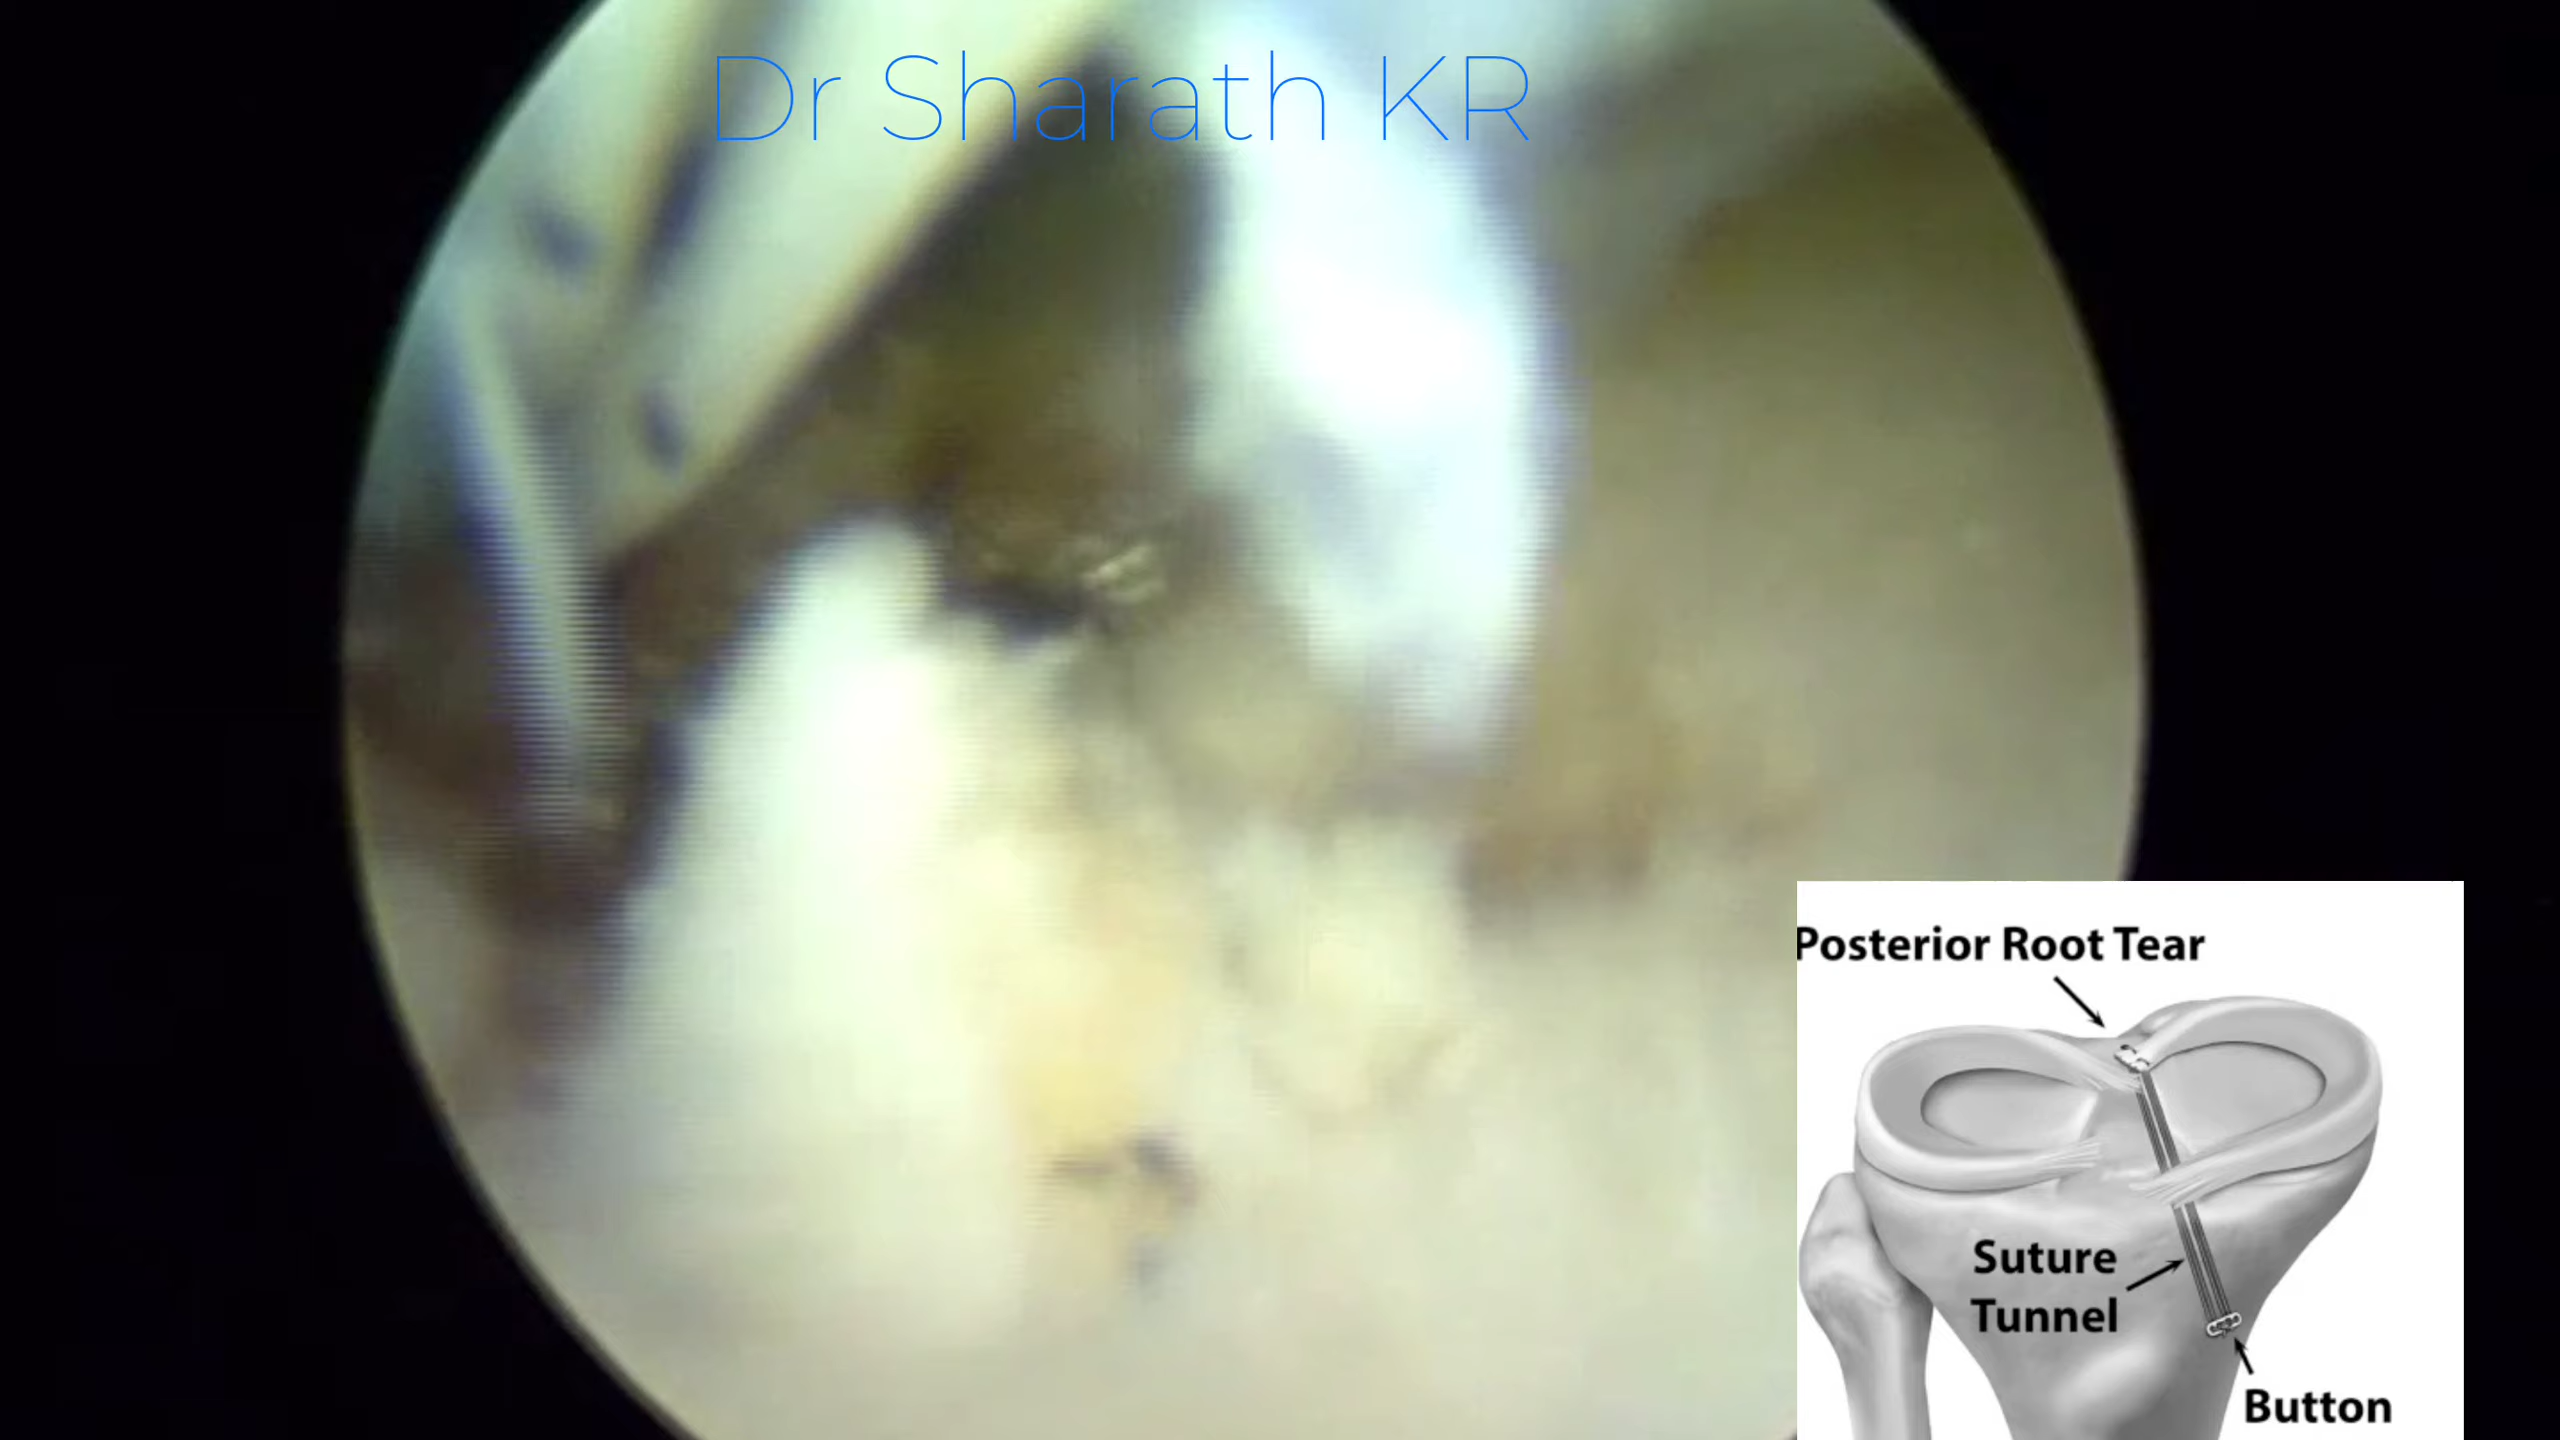 Dr Sharath KR
Posterior Root Tear
Suture
Tunnel
Button